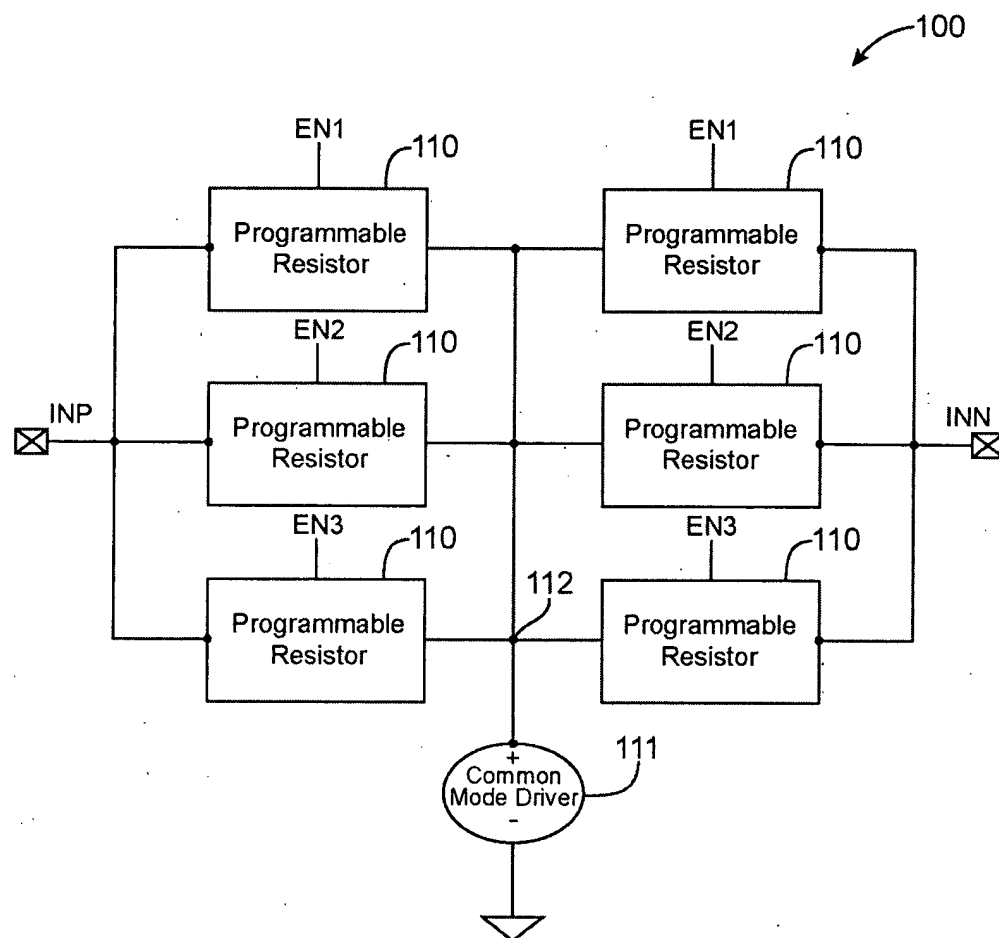 100
EN1
110
EN1
110
Programmable
Resistor
Programmable
Resistor
EN2
110
EN2
110
INP
Programmable
Resistor
Programmable
Resistor
INN
EN3
110
EN3
110
Programmable
Resistor
112
Programmable
Resistor
+
Common
Mode Driver
-
111